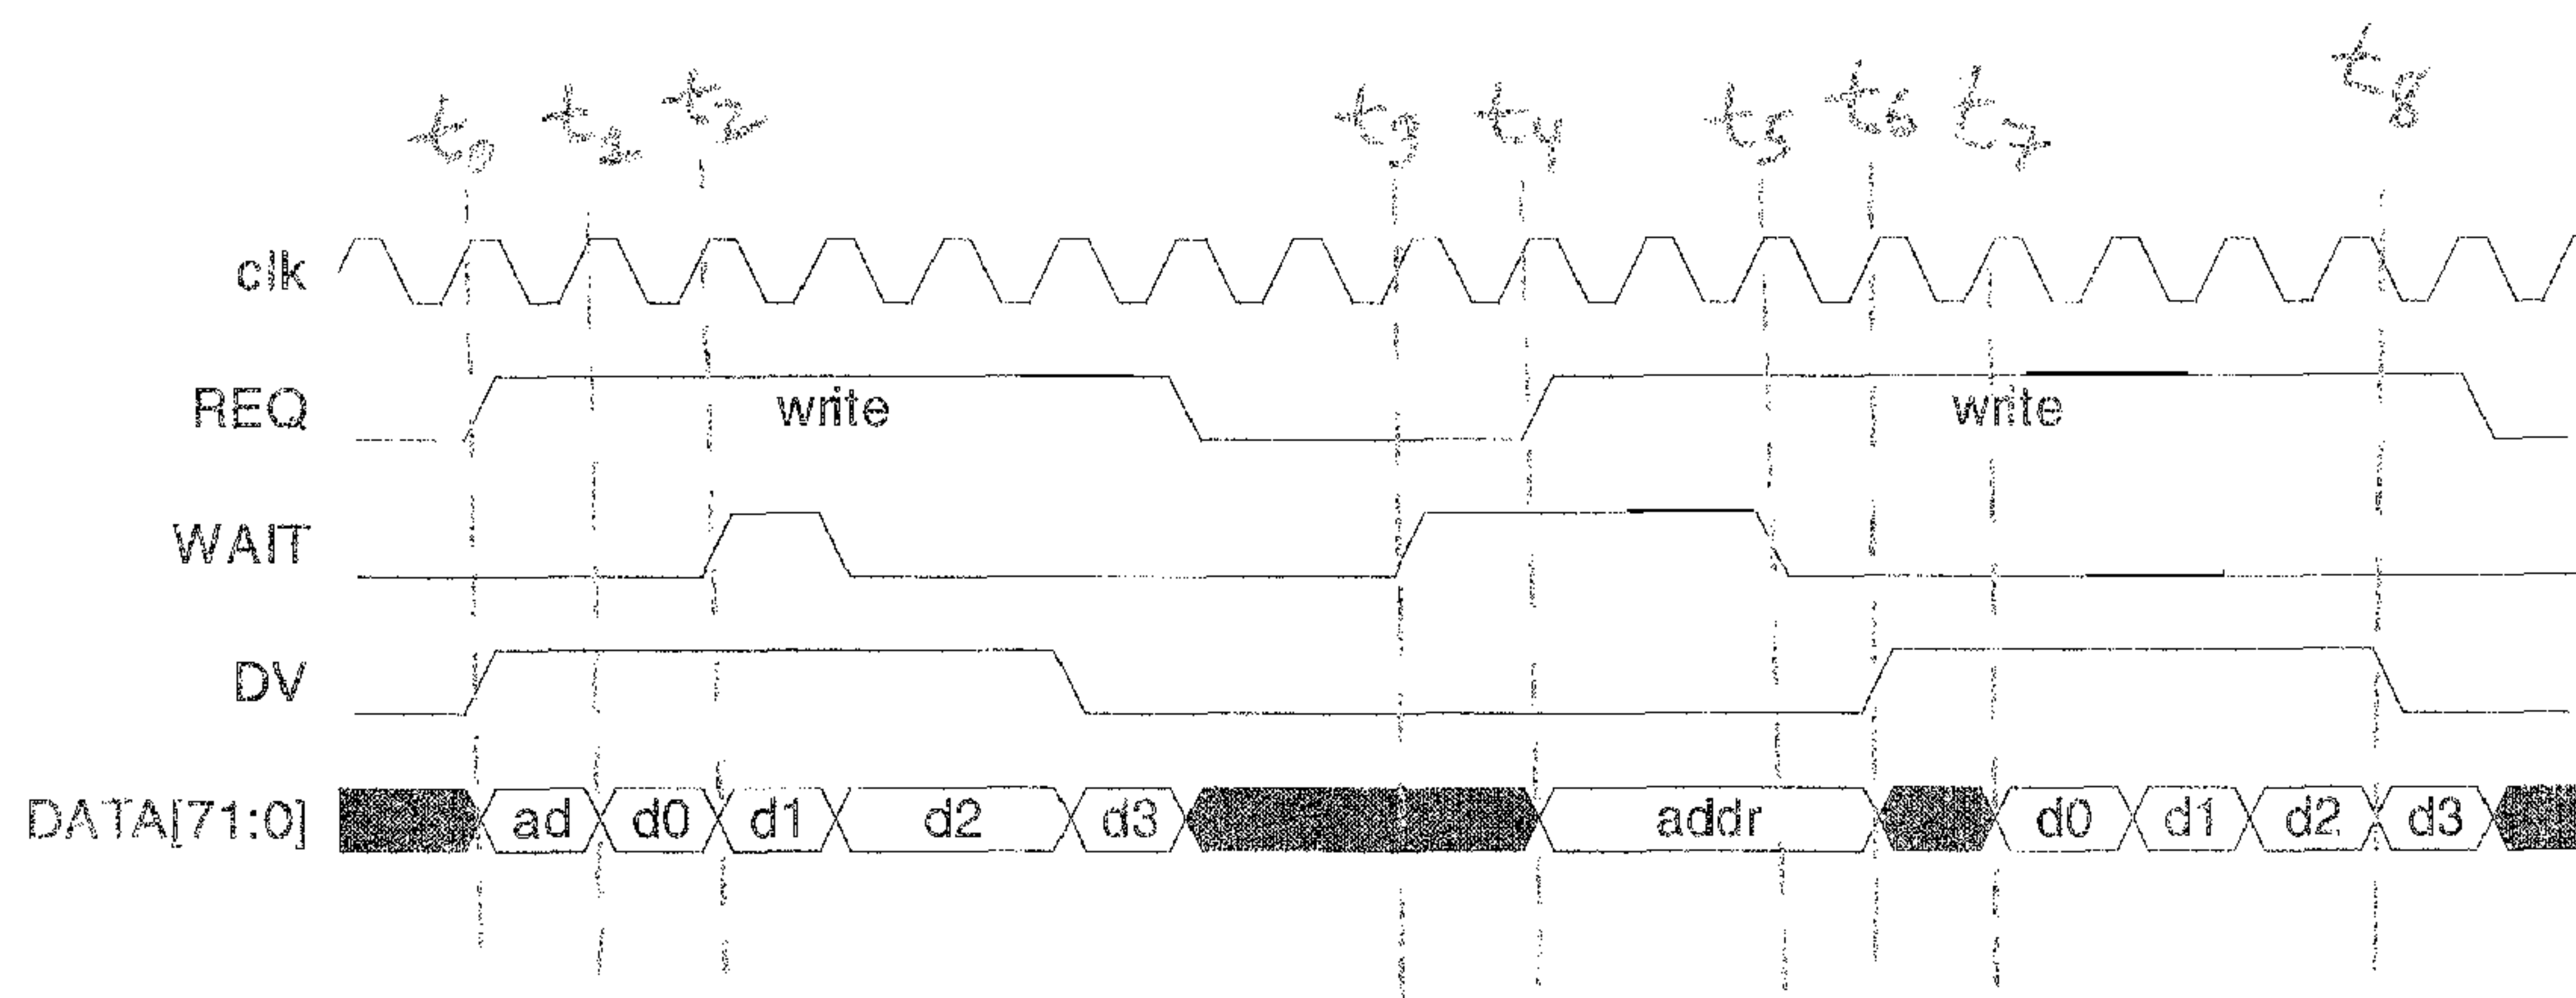 t0 t1 t2 t3 t4 t5 t6 t7 t8
clk
REQ write write
WAIT
DV
DATA[71:0] ad d0 d1 d2 d3 addr d0 d1 d2 d3